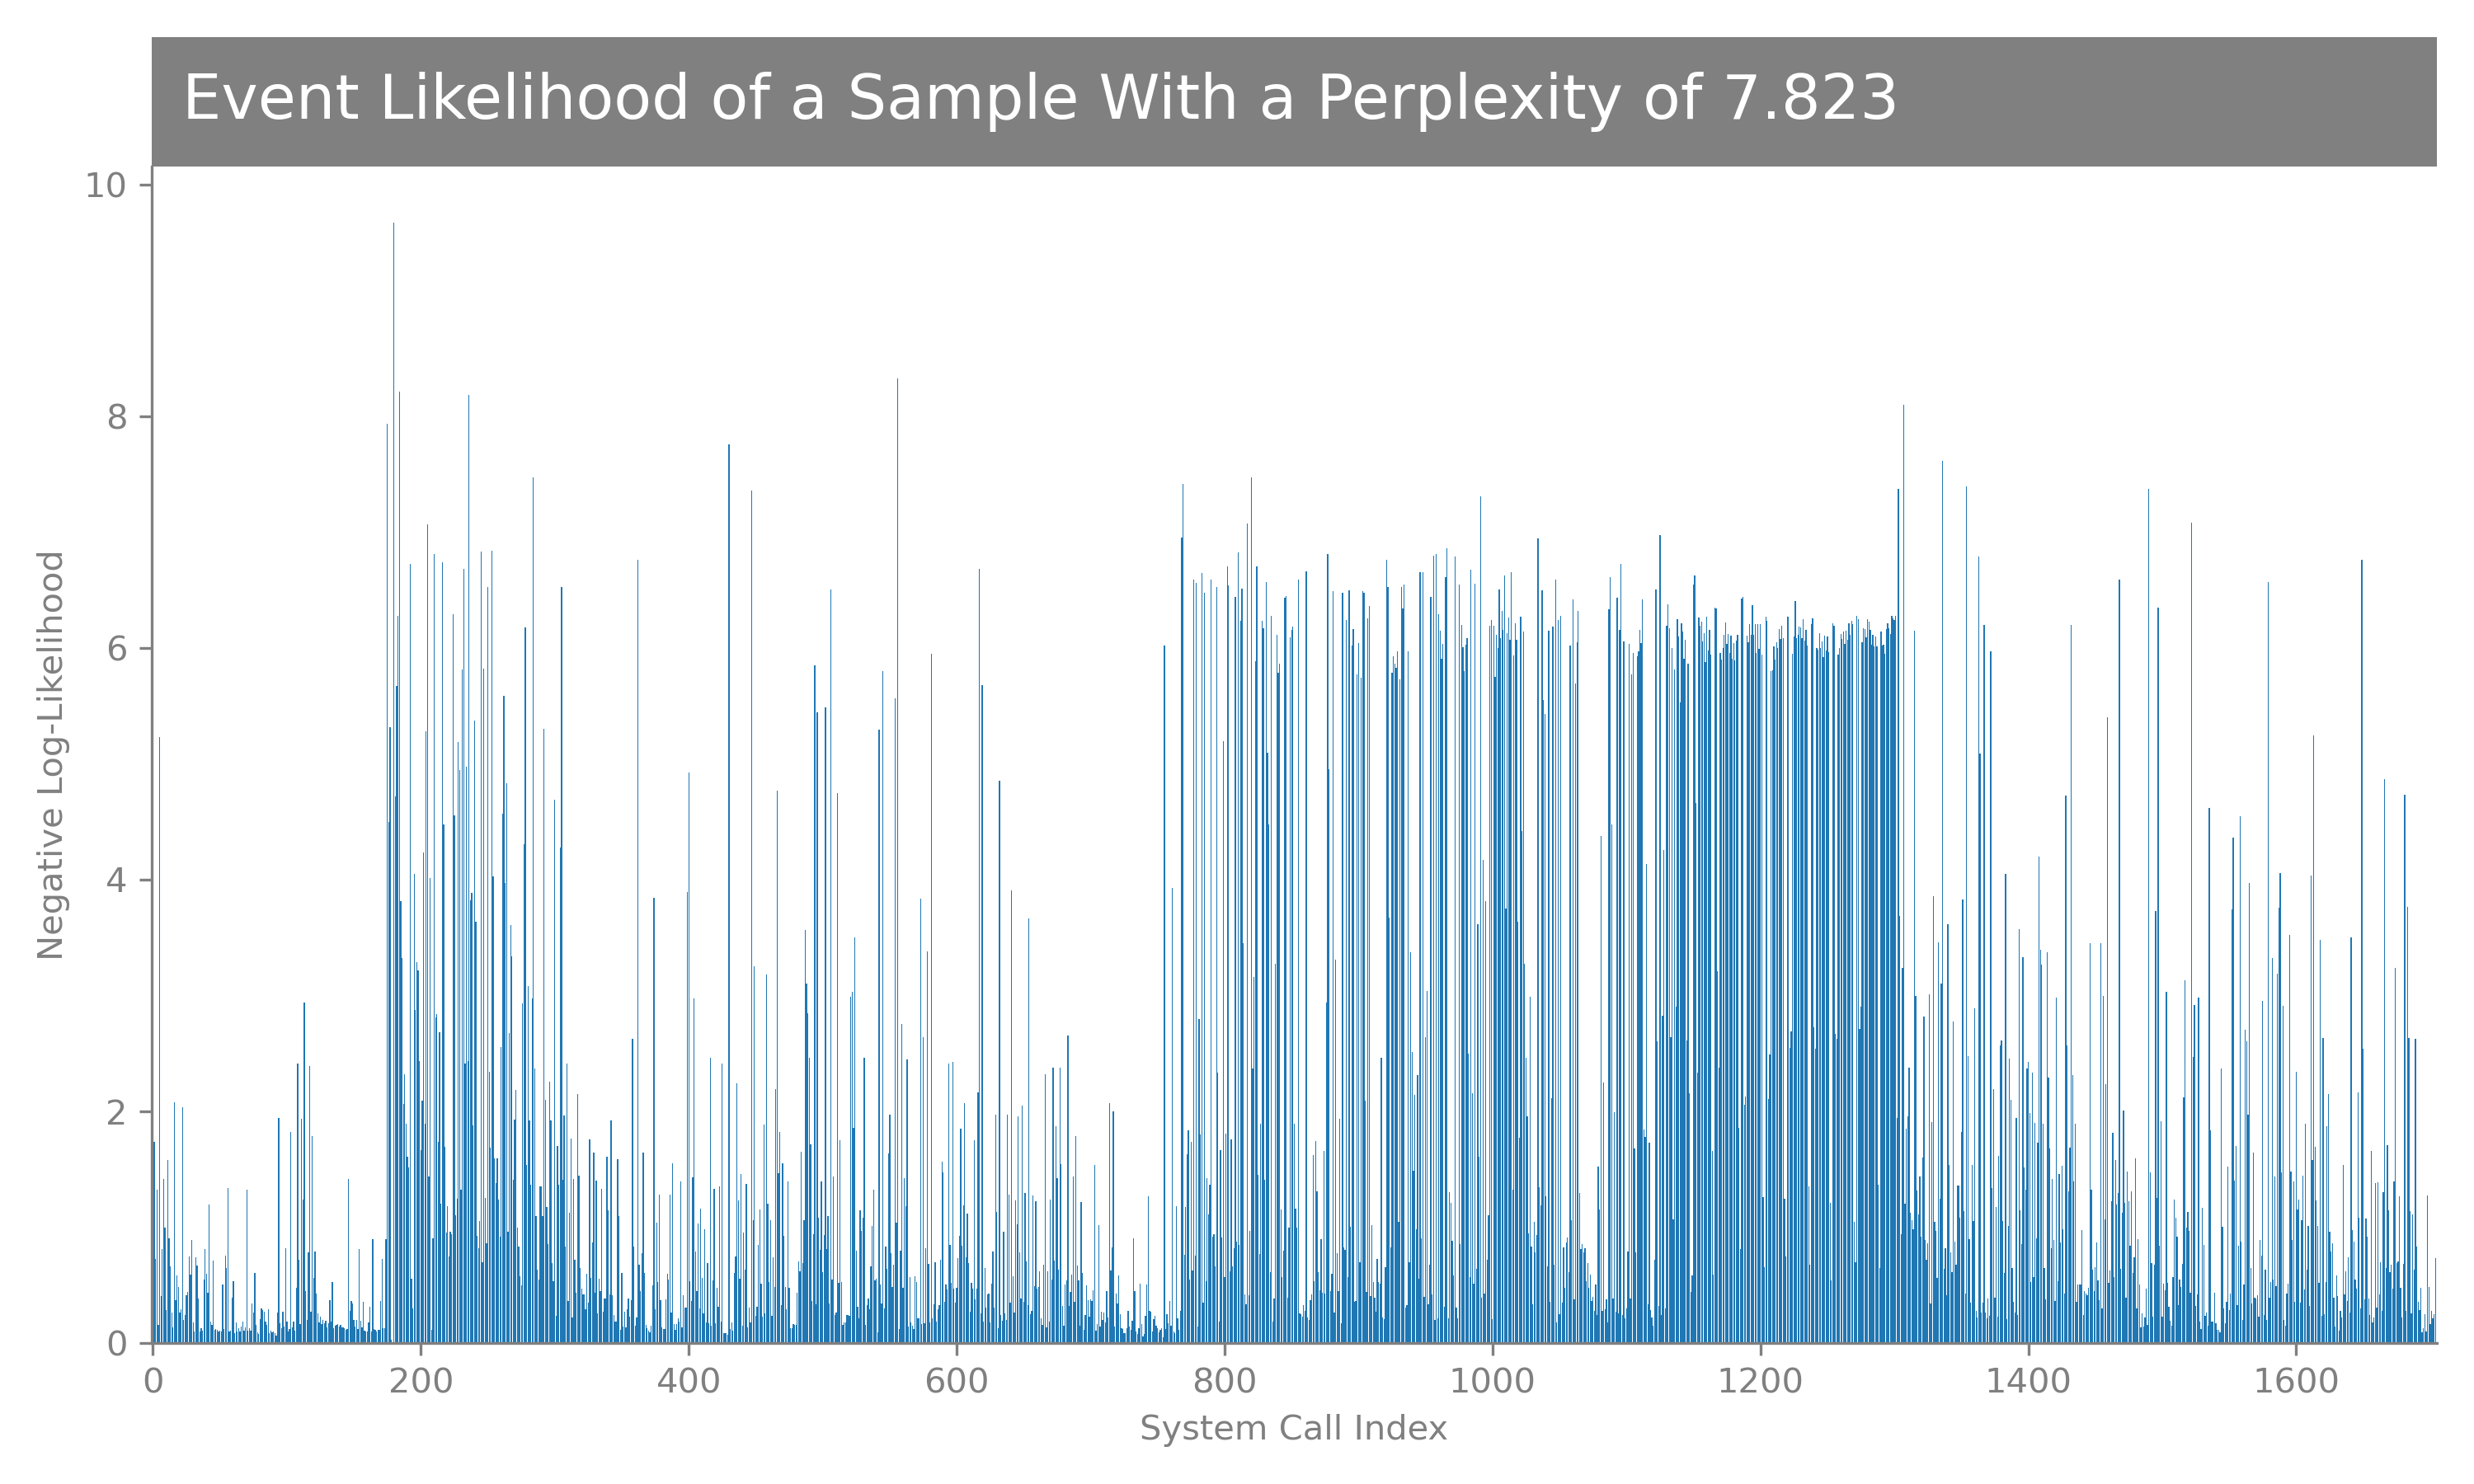 Event Likelihood of a Sample With a Perplexity of 7.823
10
8
6
4
2
0
Negative Log-Likelihood
0 200 400 600 800 1000 1200 1400 1600
System Call Index